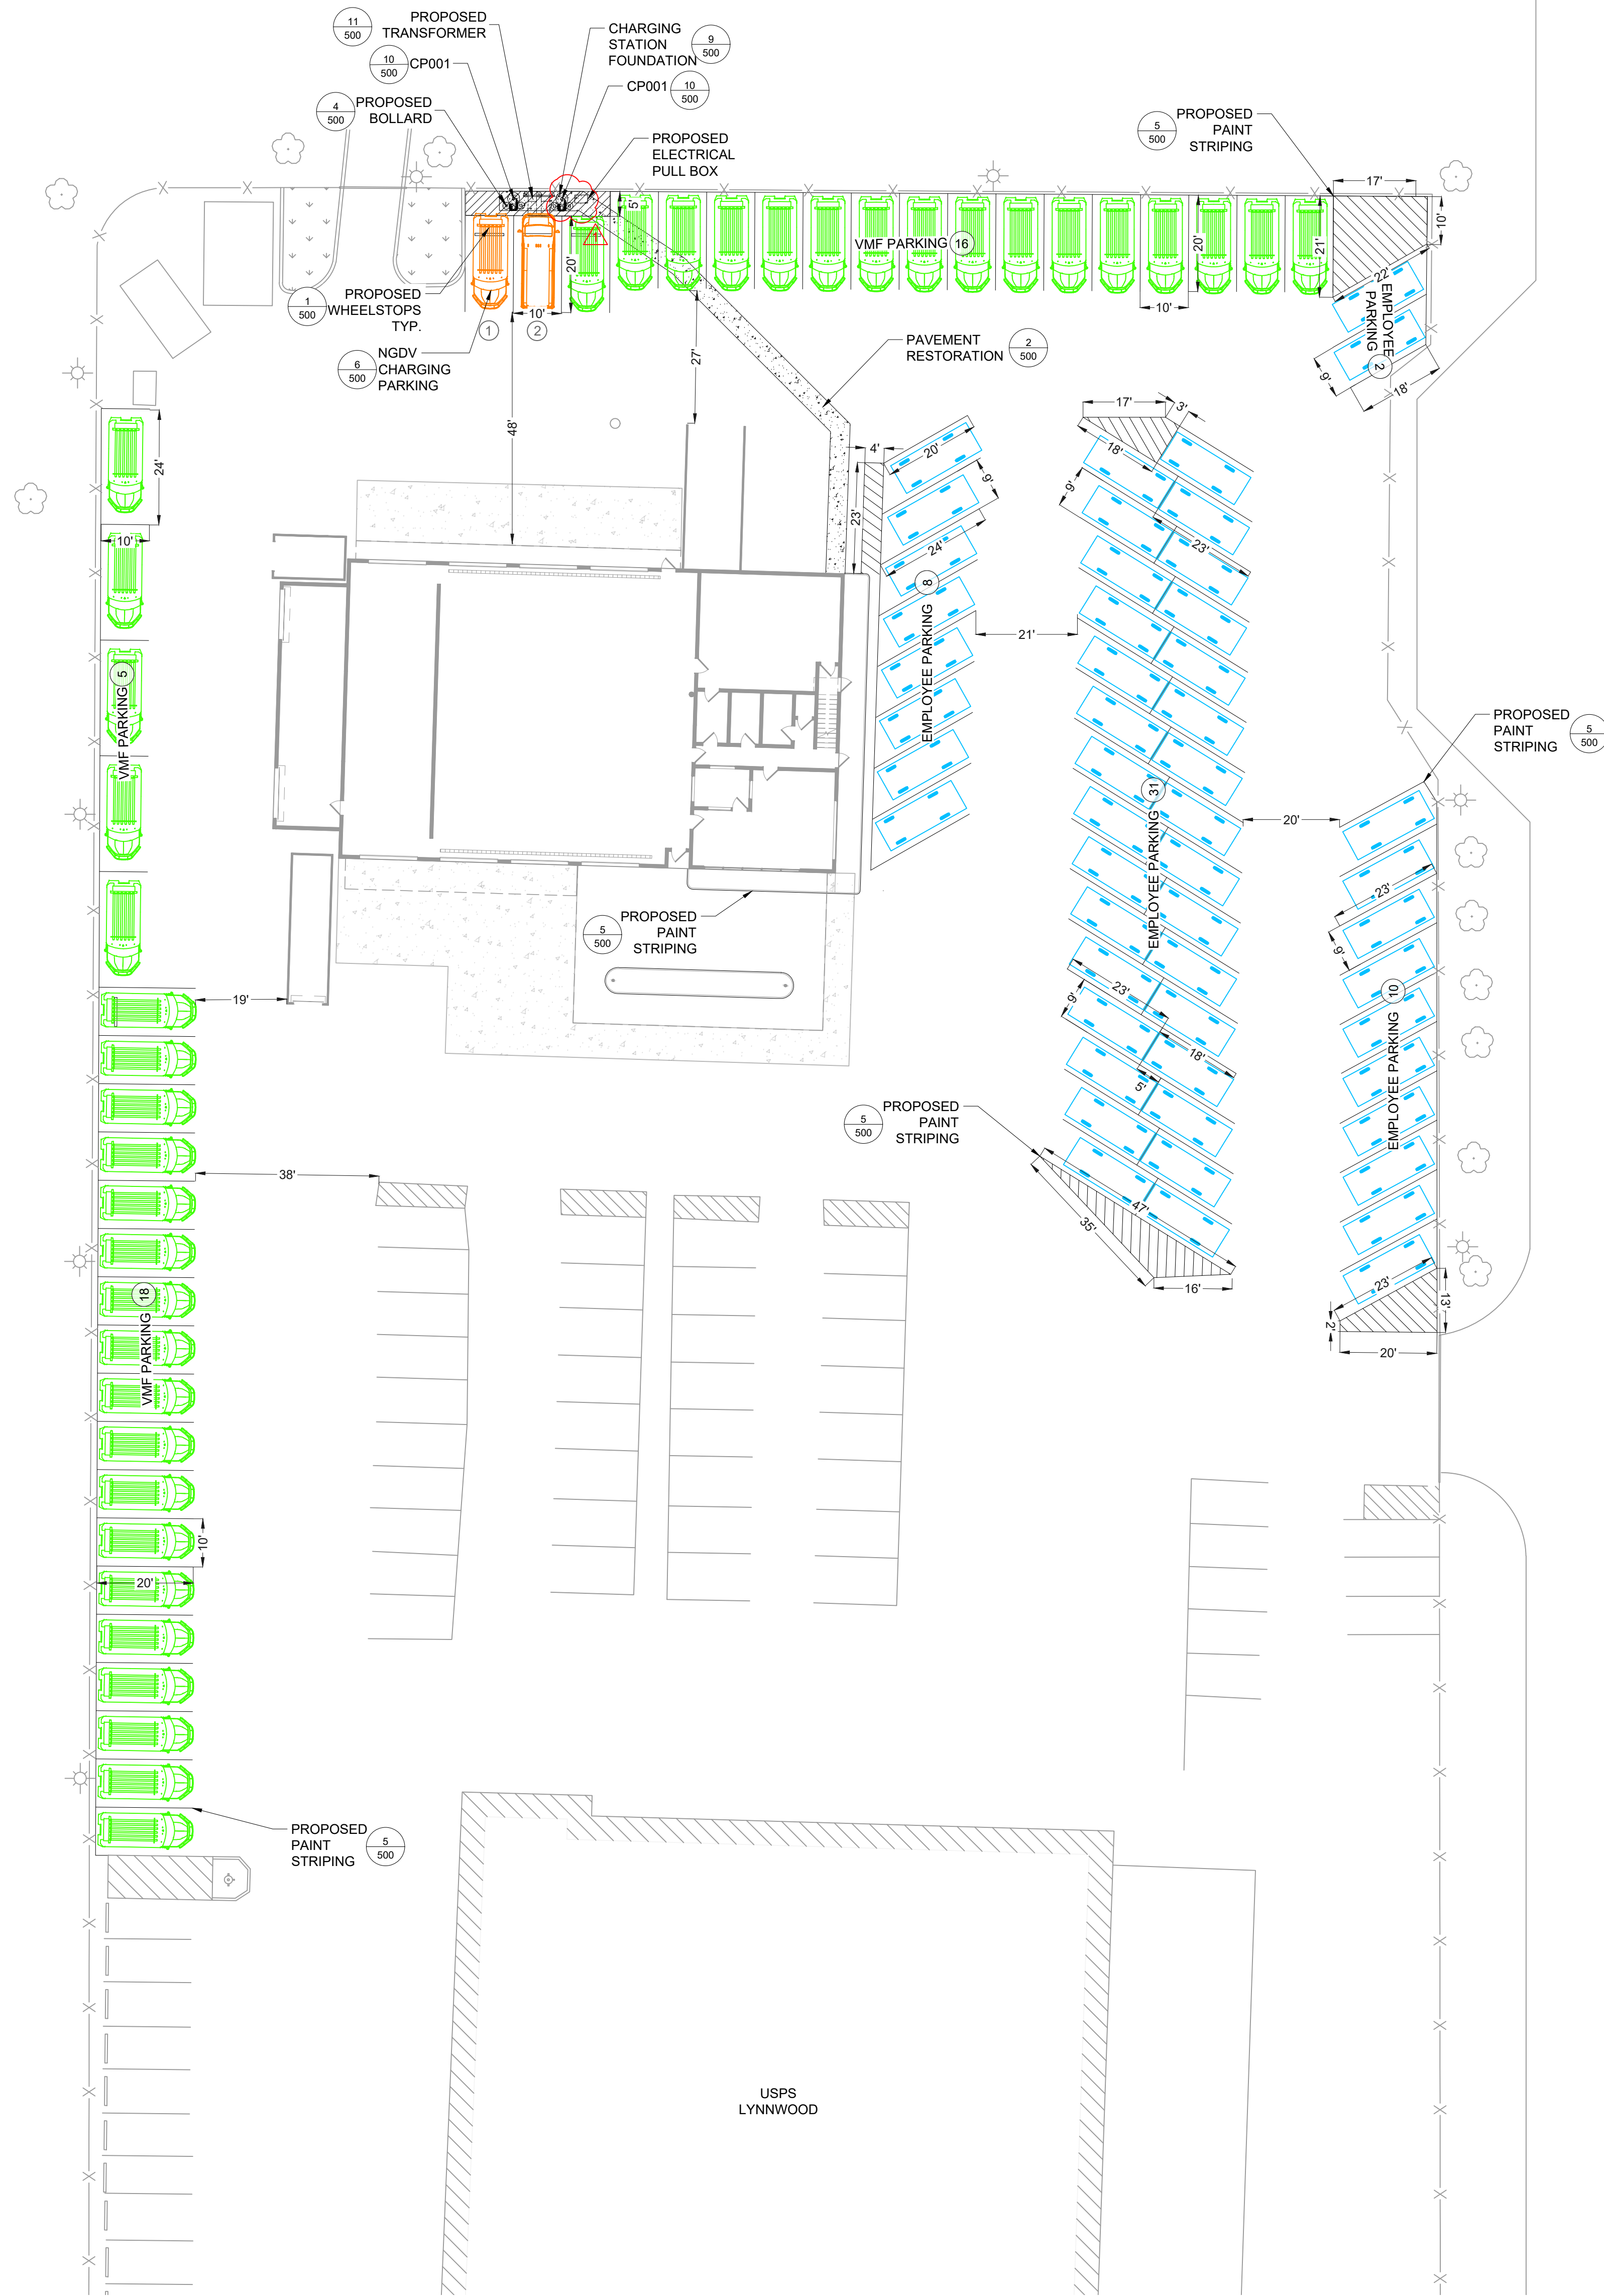 11
500
PROPOSED
TRANSFORMER
CHARGING
STATION
FOUNDATION
9
500
10
500
CP001
CP001
10
500
4
500
PROPOSED
BOLLARD
PROPOSED
ELECTRICAL
PULL BOX
5
500
PROPOSED
PAINT
STRIPING
17'
10'
5'
20'
VMF PARKING 16
20'
21'
22'
10'
10'
1
500
PROPOSED
WHEELSTOPS
TYP.
1
2
EMPLOYEE
PARKING 2
9'
18'
6
500
NGDV
CHARGING
PARKING
27'
PAVEMENT
RESTORATION
2
500
48'
17'
3'
18'
9'
23'
4'
20'
9'
23'
24'
24'
10'
EMPLOYEE PARKING 8
21'
VMF PARKING 5
PROPOSED
PAINT
STRIPING
5
500
EMPLOYEE PARKING 31
20'
23'
9'
5
500
PROPOSED
PAINT
STRIPING
19'
23'
9'
18'
5'
EMPLOYEE PARKING 10
5
500
PROPOSED
PAINT
STRIPING
38'
47'
35'
16'
23'
13'
2'
20'
VMF PARKING 18
10'
20'
PROPOSED
PAINT
STRIPING
5
500
USPS
LYNNWOOD